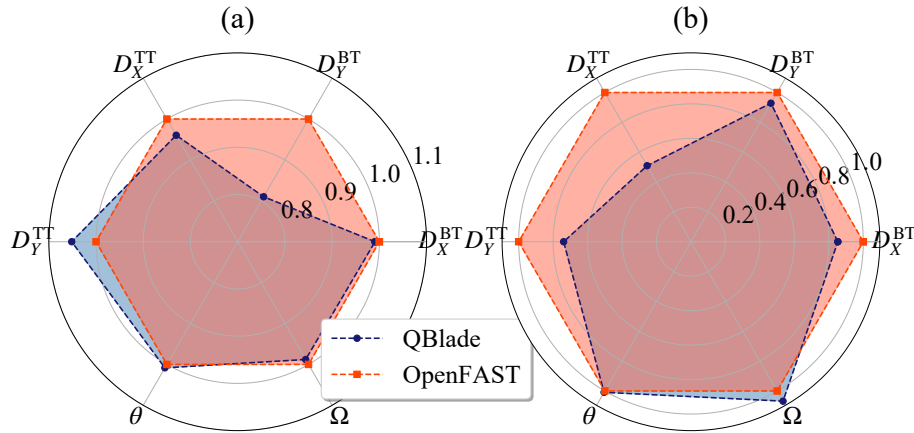 (a)
(b)
D_X^TT
D_Y^BT
D_X^TT
D_Y^BT
1.1
1.0
0.9
0.8
1.0
0.8
0.6
0.4
0.2
D_Y^TT
D_X^BT
D_Y^TT
D_X^BT
QBlade
OpenFAST
θ
Ω
θ
Ω